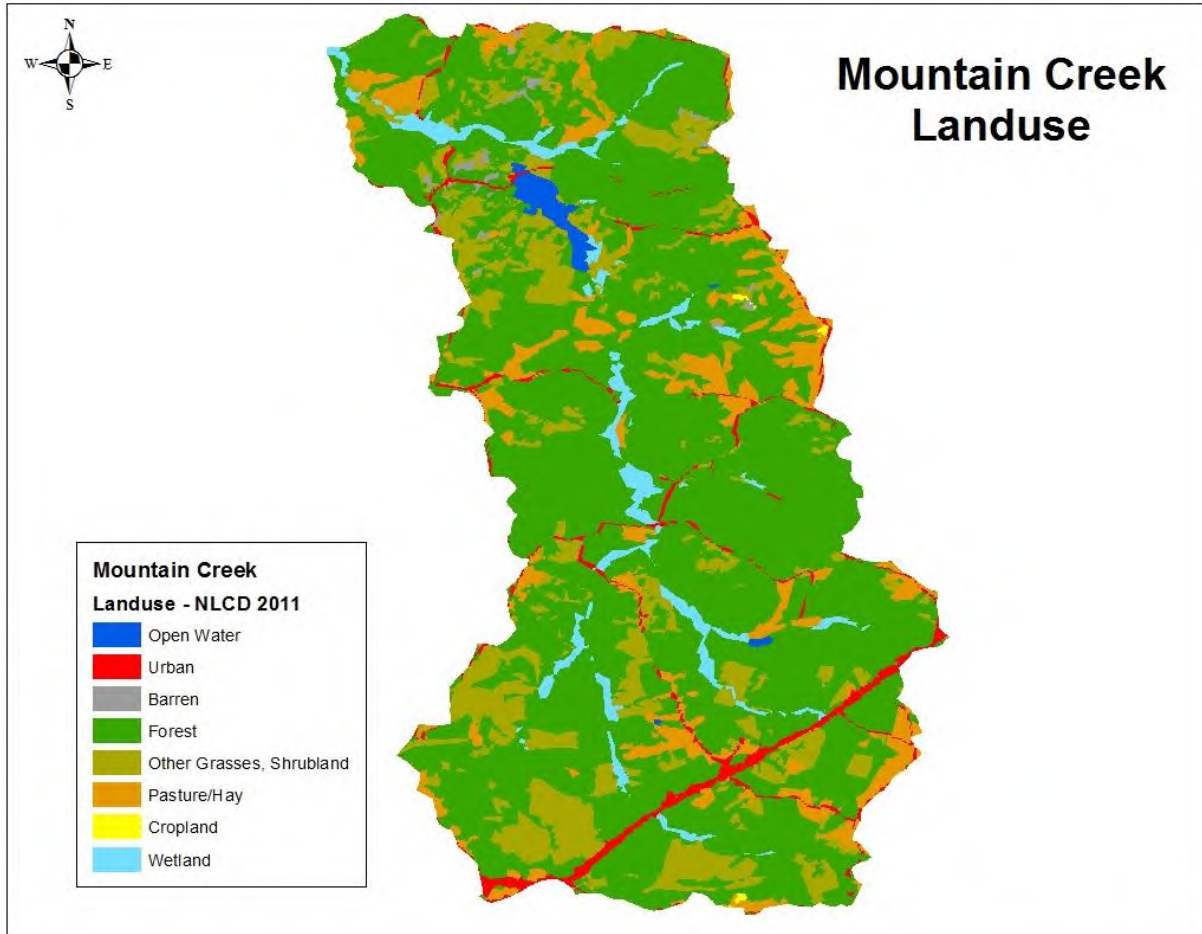 N
W E
S
Mountain Creek
Landuse
Mountain Creek
Landuse - NLCD 2011
Open Water
Urban
Barren
Forest
Other Grasses, Shrubland
Pasture/Hay
Cropland
Wetland